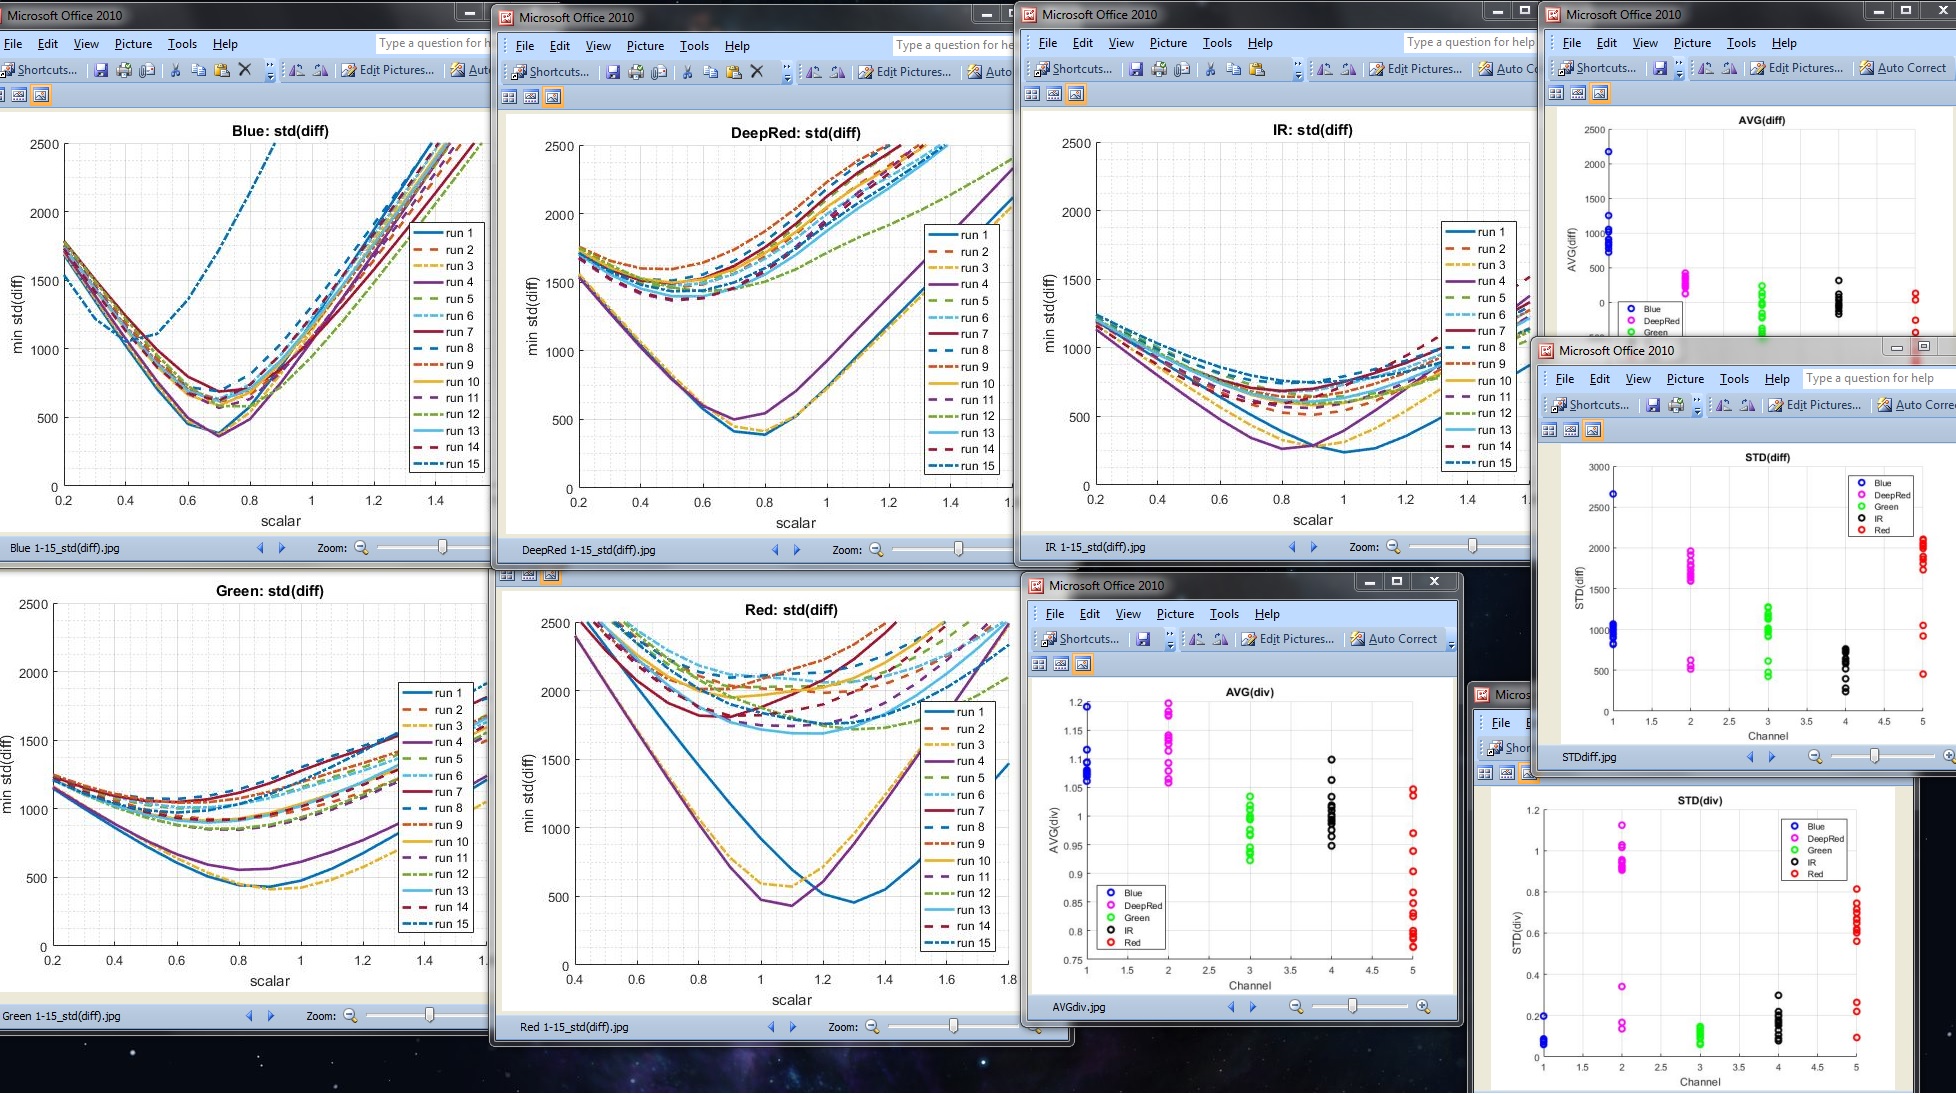 Microsoft Office 2010
File Edit View Picture Tools Help Type a question for h
Shortcuts... Edit Pictures... Aut
Blue: std(diff)
min std(diff)
2500
2000
1500
1000
500
0
0.2 0.4 0.6 0.8 1 1.2 1.4
scalar
run 1
run 2
run 3
run 4
run 5
run 6
run 7
run 8
run 9
run 10
run 11
run 12
run 13
run 14
run 15
Blue 1-15_std(diff).jpg Zoom:
Microsoft Office 2010
File Edit View Picture Tools Help Type a question for he
Shortcuts... Edit Pictures... Auto
DeepRed: std(diff)
min std(diff)
2500
2000
1500
1000
500
0
0.2 0.4 0.6 0.8 1 1.2 1.4
scalar
run 1
run 2
run 3
run 4
run 5
run 6
run 7
run 8
run 9
run 10
run 11
run 12
run 13
run 14
run 15
DeepRed 1-15_std(diff).jpg Zoom:
Microsoft Office 2010
File Edit View Picture Tools Help Type a question for help
Shortcuts... Edit Pictures... Auto Co
IR: std(diff)
min std(diff)
2500
2000
1500
1000
500
0
0.2 0.4 0.6 0.8 1 1.2 1.4 1.6
scalar
run 1
run 2
run 3
run 4
run 5
run 6
run 7
run 8
run 9
run 10
run 11
run 12
run 13
run 14
run 15
IR 1-15_std(diff).jpg Zoom:
Microsoft Office 2010
File Edit View Picture Tools Help
Shortcuts... Edit Pictures... Auto Correct
AVG(diff)
AVG(diff)
2500
2000
1500
1000
500
0
Blue
DeepRed
Green
Microsoft Office 2010
File Edit View Picture Tools Help Type a question for help
Shortcuts... Edit Pictures... Auto Corre
STD(diff)
STD(diff)
3000
2500
2000
1500
1000
500
0
Blue
DeepRed
Green
IR
Red
1 1.5 2 2.5 3 3.5 4 4.5 5
Channel
STDdiff.jpg
Green: std(diff)
min std(diff)
2500
2000
1500
1000
500
0
0.2 0.4 0.6 0.8 1 1.2 1.4 1.
scalar
run 1
run 2
run 3
run 4
run 5
run 6
run 7
run 8
run 9
run 10
run 11
run 12
run 13
run 14
run 15
Green 1-15_std(diff).jpg Zoom:
Red: std(diff)
min std(diff)
2500
2000
1500
1000
500
0
0.4 0.6 0.8 1 1.2 1.4 1.6 1.8
scalar
run 1
run 2
run 3
run 4
run 5
run 6
run 7
run 8
run 9
run 10
run 11
run 12
run 13
run 14
run 15
Red 1-15_std(diff).jpg Zoom:
Microsoft Office 2010
File Edit View Picture Tools Help
Shortcuts... Edit Pictures... Auto Correct
AVG(div)
AVG(div)
1.2
1.15
1.1
1.05
1
0.95
0.9
0.85
0.8
0.75
Blue
DeepRed
Green
IR
Red
1 1.5 2 2.5 3 3.5 4 4.5 5
Channel
AVGdiv.jpg
Micros
File E
Shor
STD(div)
STD(div)
1.2
1
0.8
0.6
0.4
0.2
0
Blue
DeepRed
Green
IR
Red
1 1.5 2 2.5 3 3.5 4 4.5 5
Channel